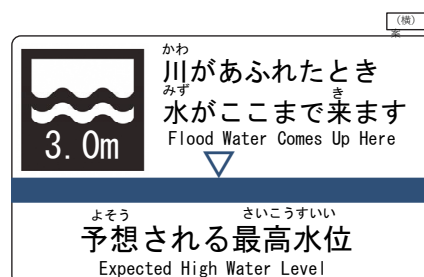 （横）
案
かわ
川があふれたとき
みず き
水がここまで来ます
3.0m
Flood Water Comes Up Here
よそう さいこうすいい
予想される最高水位
Expected High Water Level